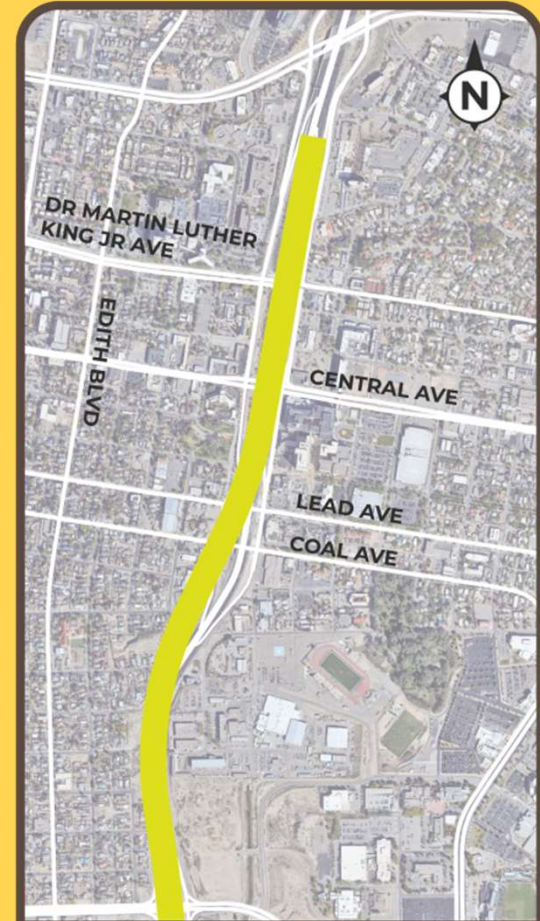 N
DR MARTIN LUTHER
KING JR AVE
EDITH BLVD
CENTRAL AVE
LEAD AVE
COAL AVE